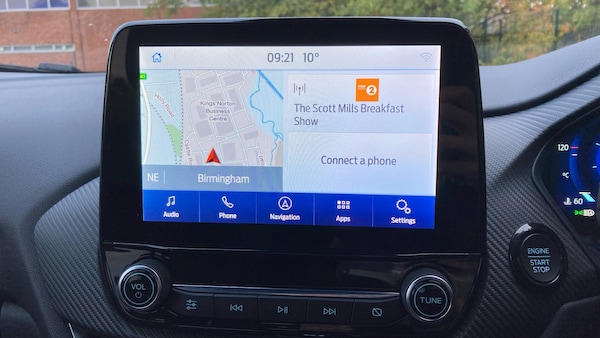 09:21 10°
Kings Norton
Business
Centre
2
The Scott Mills Breakfast
Show
Connect a phone
NE Birmingham
Audio Phone Navigation Apps Settings
VOL
TUNE
ENGINE
START
STOP
120
°C
60